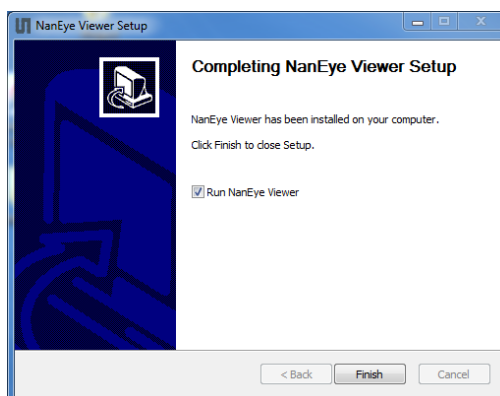 NanEye Viewer Setup
Completing NanEye Viewer Setup
NanEye Viewer has been installed on your computer.
Click Finish to close Setup.
Run NanEye Viewer
< Back
Finish
Cancel